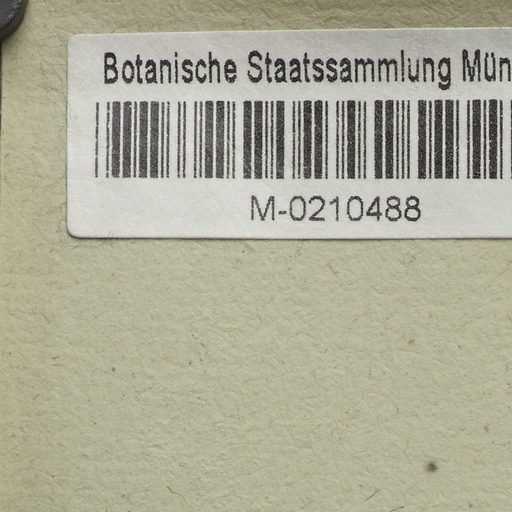 Botanische Staatssammlung Mün
M-0210488